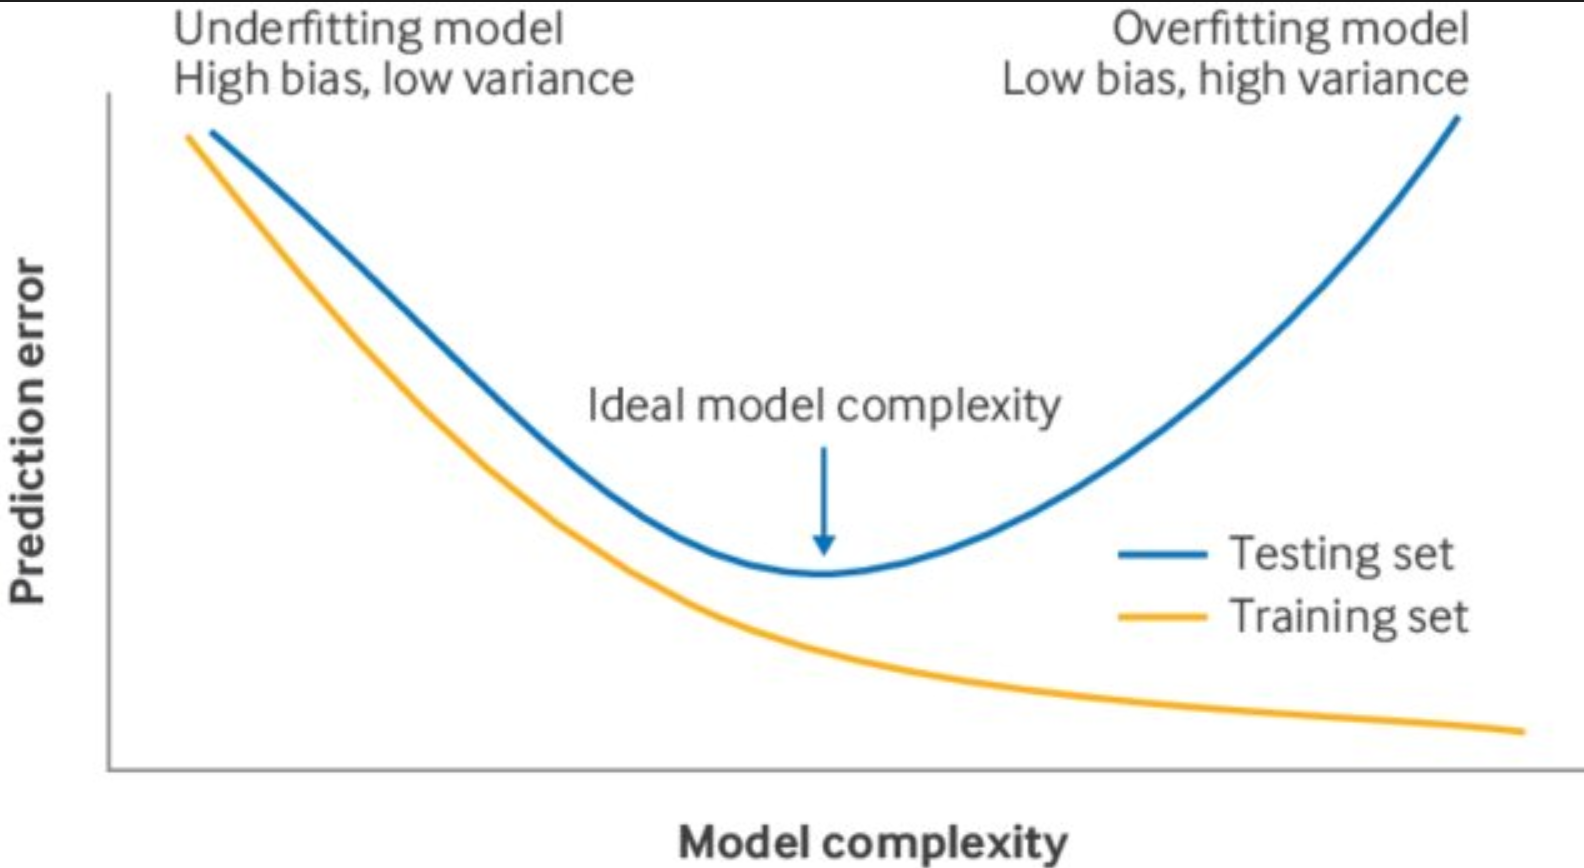 Underfitting model
High bias, low variance
Overfitting model
Low bias, high variance
Prediction error
Ideal model complexity
Testing set
Training set
Model complexity